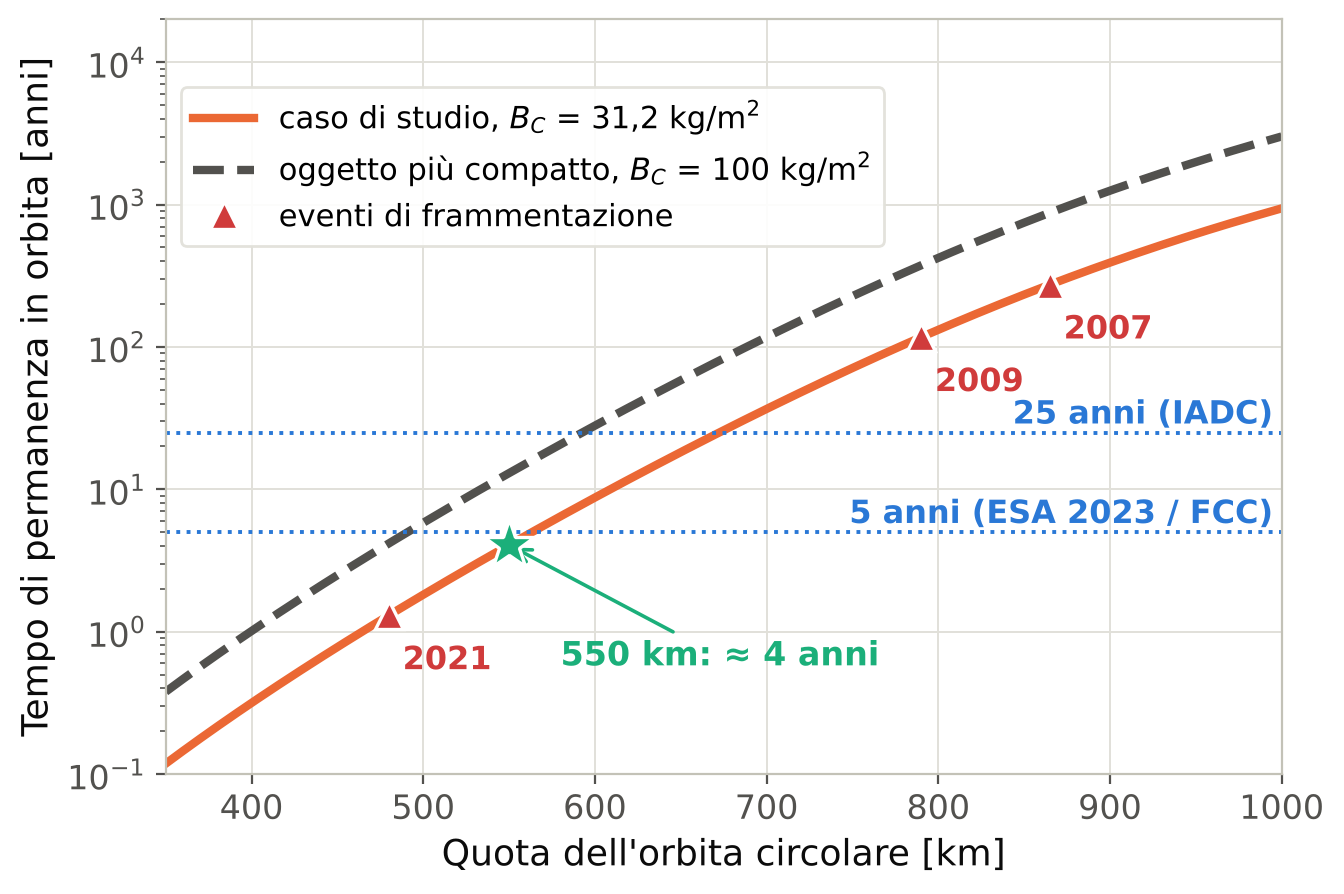 Tempo di permanenza in orbita [anni]
10⁴
10³
10²
10¹
10⁰
10⁻¹
caso di studio, B_C = 31,2 kg/m²
oggetto più compatto, B_C = 100 kg/m²
eventi di frammentazione
2007
2009
25 anni (IADC)
5 anni (ESA 2023 / FCC)
550 km: ≈ 4 anni
2021
400 500 600 700 800 900 1000
Quota dell'orbita circolare [km]